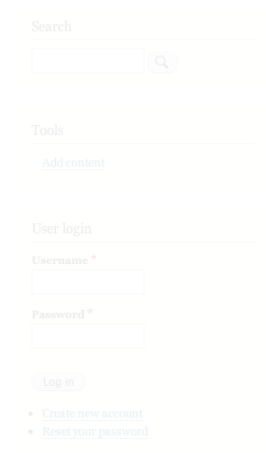 Search
Tools
Add content
User login
Username *
Password *
Log in
Create new account
Reset your password